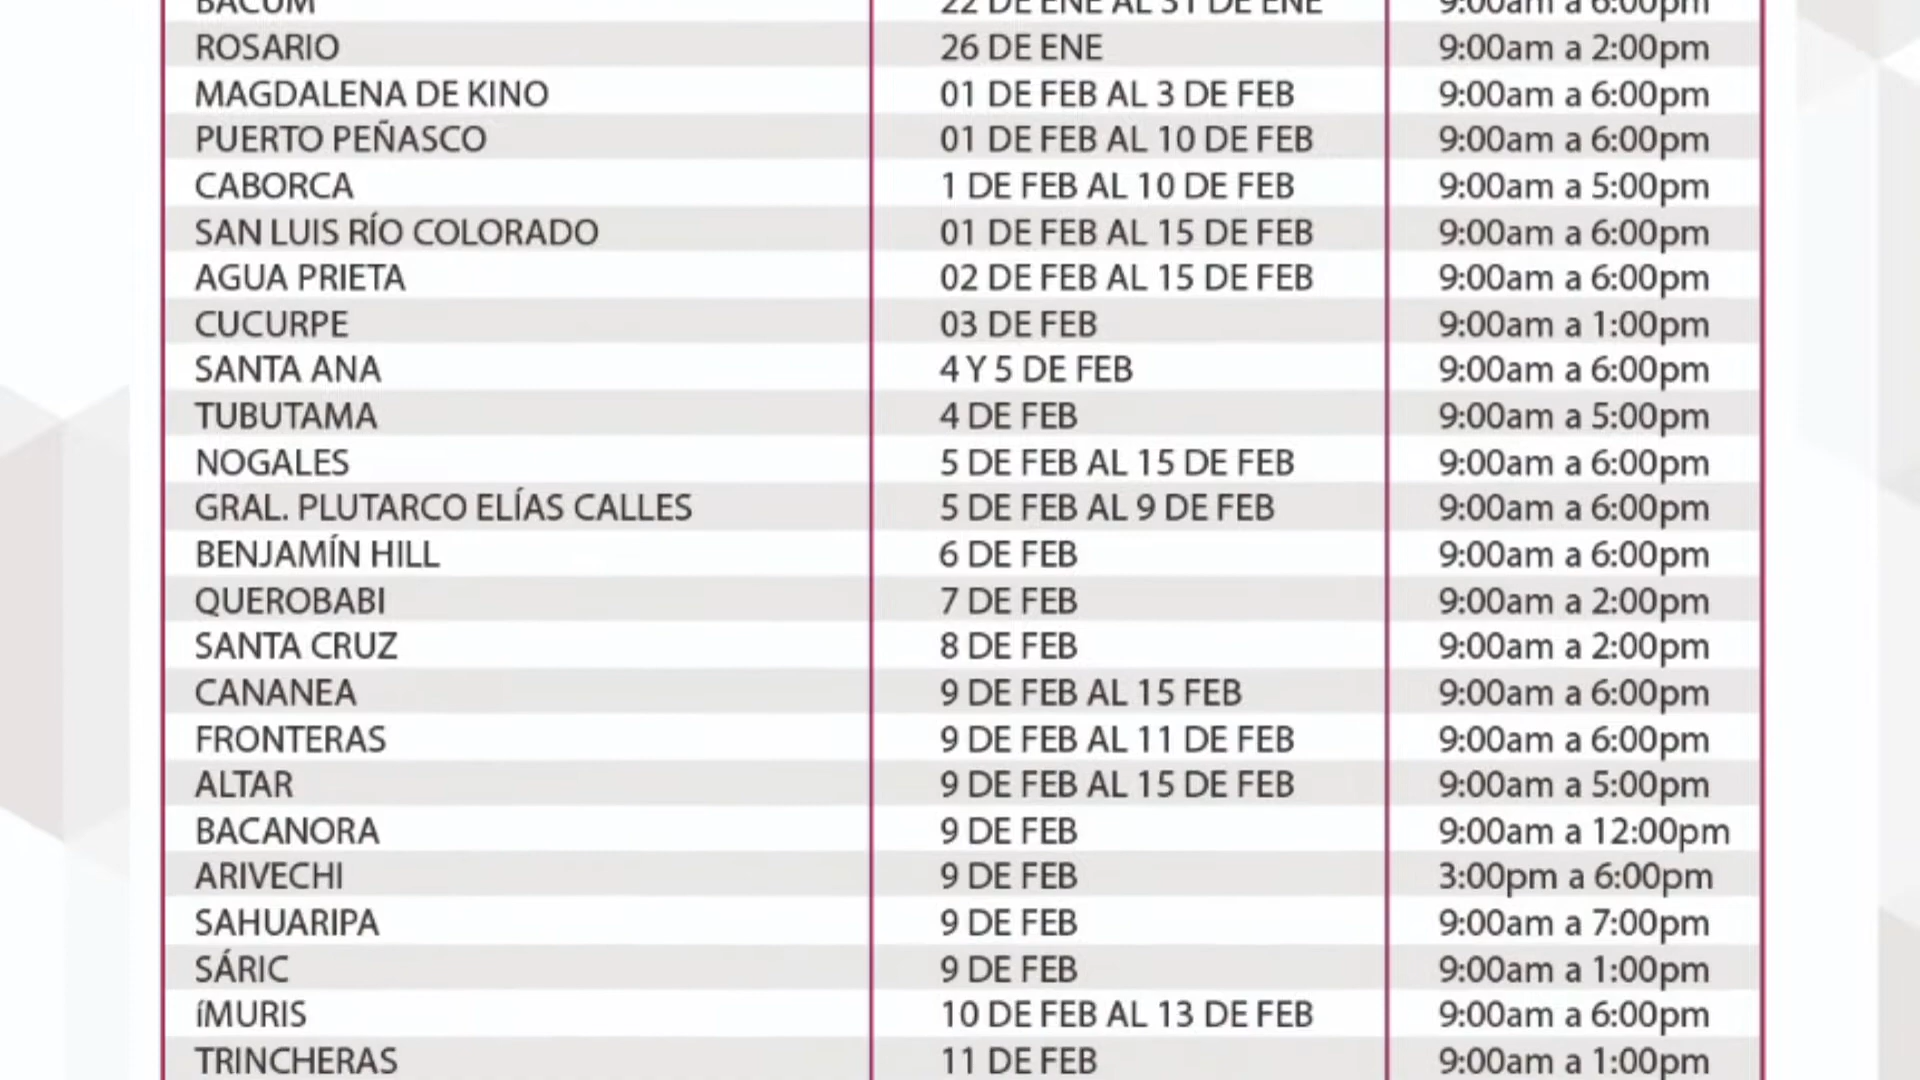 BÁCUM 22 DE ENE AL 31 DE ENE 9:00am a 6:00pm
ROSARIO 26 DE ENE 9:00am a 2:00pm
MAGDALENA DE KINO 01 DE FEB AL 3 DE FEB 9:00am a 6:00pm
PUERTO PEÑASCO 01 DE FEB AL 10 DE FEB 9:00am a 6:00pm
CABORCA 1 DE FEB AL 10 DE FEB 9:00am a 5:00pm
SAN LUIS RÍO COLORADO 01 DE FEB AL 15 DE FEB 9:00am a 6:00pm
AGUA PRIETA 02 DE FEB AL 15 DE FEB 9:00am a 6:00pm
CUCURPE 03 DE FEB 9:00am a 1:00pm
SANTA ANA 4 Y 5 DE FEB 9:00am a 6:00pm
TUBUTAMA 4 DE FEB 9:00am a 5:00pm
NOGALES 5 DE FEB AL 15 DE FEB 9:00am a 6:00pm
GRAL. PLUTARCO ELÍAS CALLES 5 DE FEB AL 9 DE FEB 9:00am a 6:00pm
BENJAMÍN HILL 6 DE FEB 9:00am a 6:00pm
QUEROBABI 7 DE FEB 9:00am a 2:00pm
SANTA CRUZ 8 DE FEB 9:00am a 2:00pm
CANANEA 9 DE FEB AL 15 FEB 9:00am a 6:00pm
FRONTERAS 9 DE FEB AL 11 DE FEB 9:00am a 6:00pm
ALTAR 9 DE FEB AL 15 DE FEB 9:00am a 5:00pm
BACANORA 9 DE FEB 9:00am a 12:00pm
ARIVECHI 9 DE FEB 3:00pm a 6:00pm
SAHUARIPA 9 DE FEB 9:00am a 7:00pm
SÁRIC 9 DE FEB 9:00am a 1:00pm
íMURIS 10 DE FEB AL 13 DE FEB 9:00am a 6:00pm
TRINCHERAS 11 DE FEB 9:00am a 1:00pm